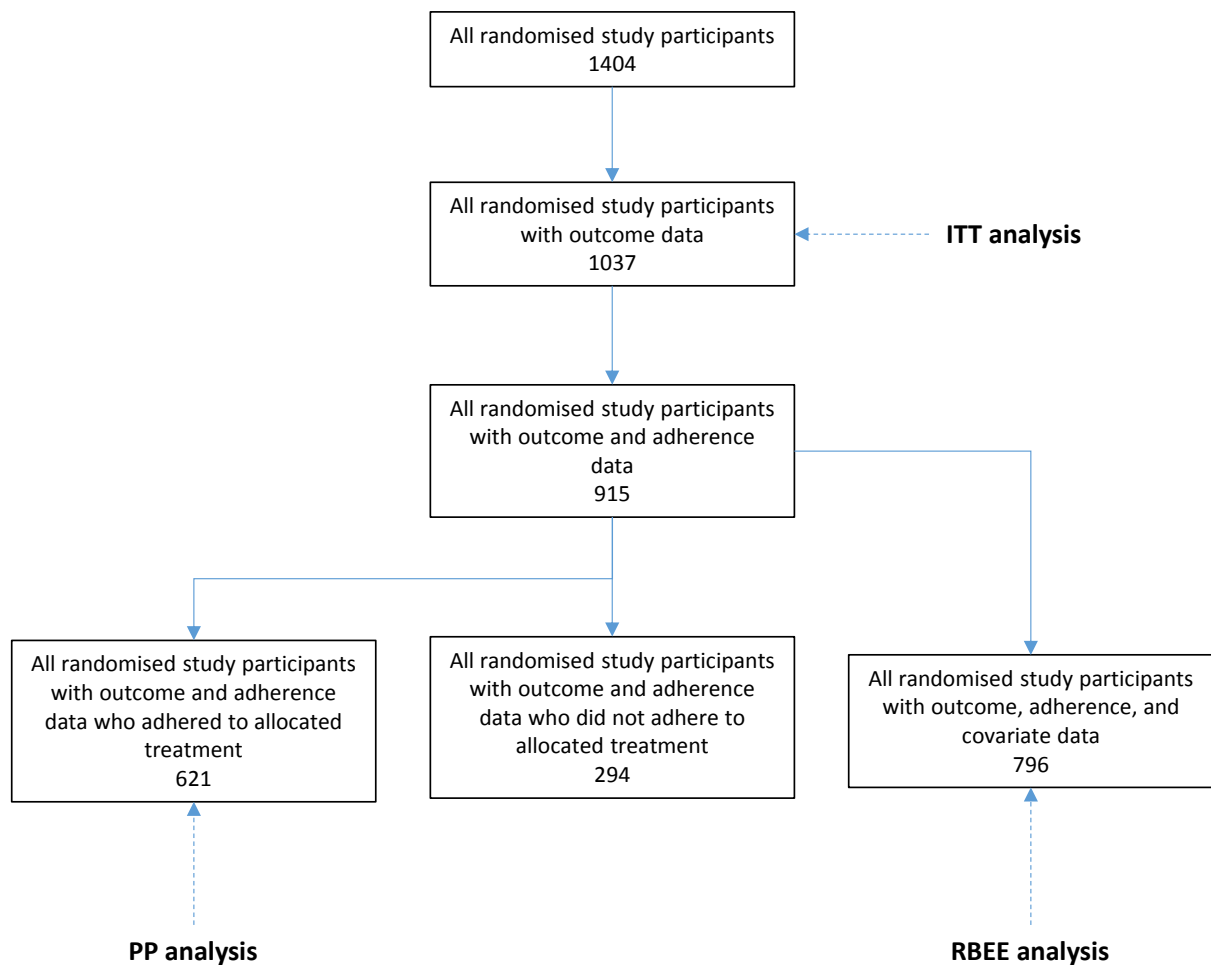 All randomised study participants
1404
All randomised study participants
with outcome data
1037
ITT analysis
All randomised study participants
with outcome and adherence
data
915
All randomised study participants
with outcome and adherence
data who adhered to allocated
treatment
621
All randomised study participants
with outcome and adherence
data who did not adhere to
allocated treatment
294
All randomised study participants
with outcome, adherence, and
covariate data
796
PP analysis
RBEE analysis